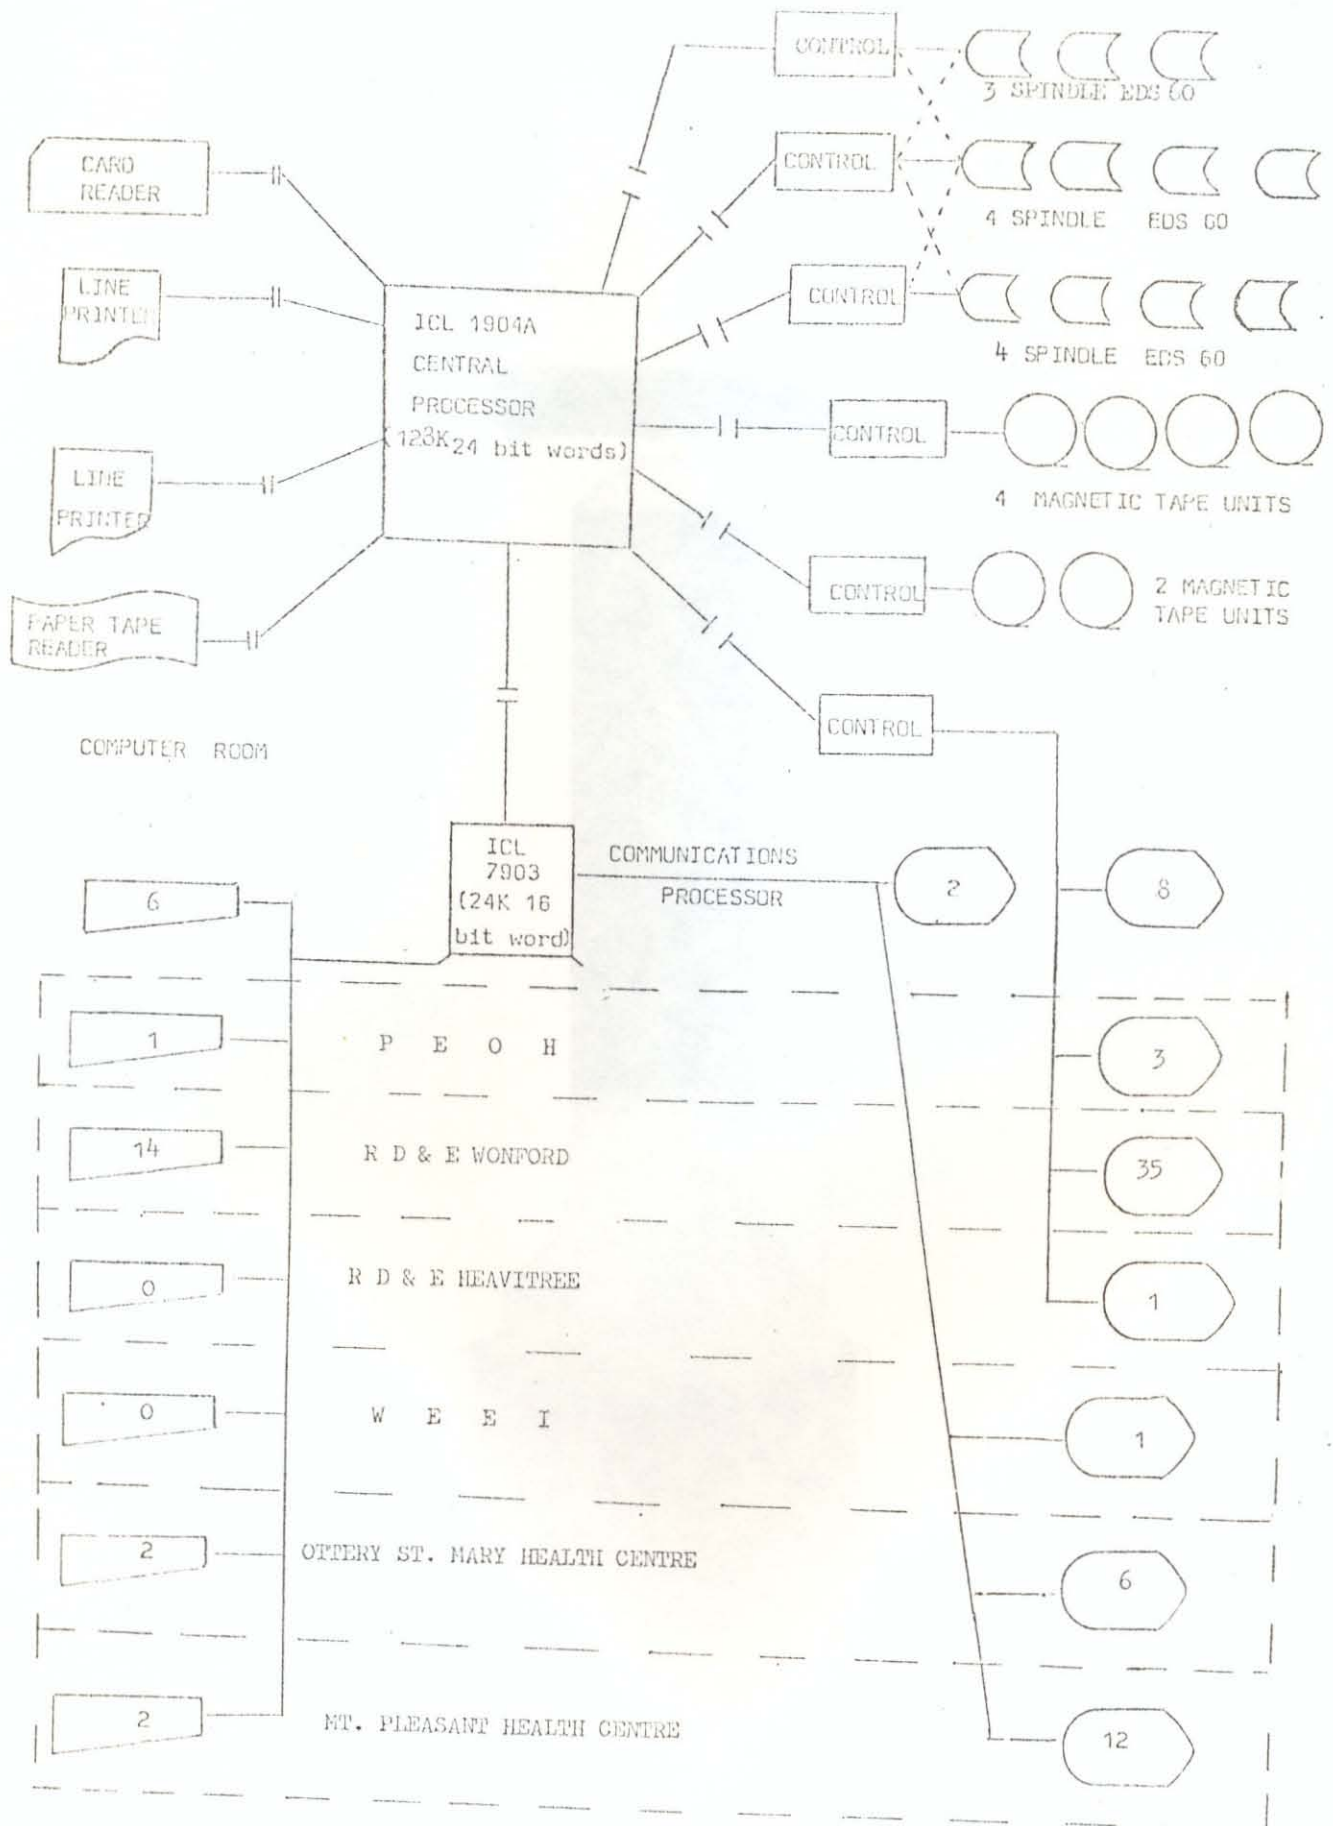 CONTROL
3 SPINDLE EDS 60
CARD
READER
CONTROL
4 SPINDLE EDS 60
LINE
PRINTER
CONTROL
4 SPINDLE EDS 60
ICL 1904A
CENTRAL
PROCESSOR
(128K 24 bit words)
CONTROL
4 MAGNETIC TAPE UNITS
LINE
PRINTER
CONTROL
2 MAGNETIC
TAPE UNITS
PAPER TAPE
READER
CONTROL
COMPUTER ROOM
ICL
7903
(24K 16
bit word)
COMMUNICATIONS
PROCESSOR
6
2
8
1
P E O H
3
14
R D & E WONFORD
35
0
R D & E HEAVITREE
1
0
W E E I
1
2
OTTERY ST. MARY HEALTH CENTRE
6
2
MT. PLEASANT HEALTH CENTRE
12